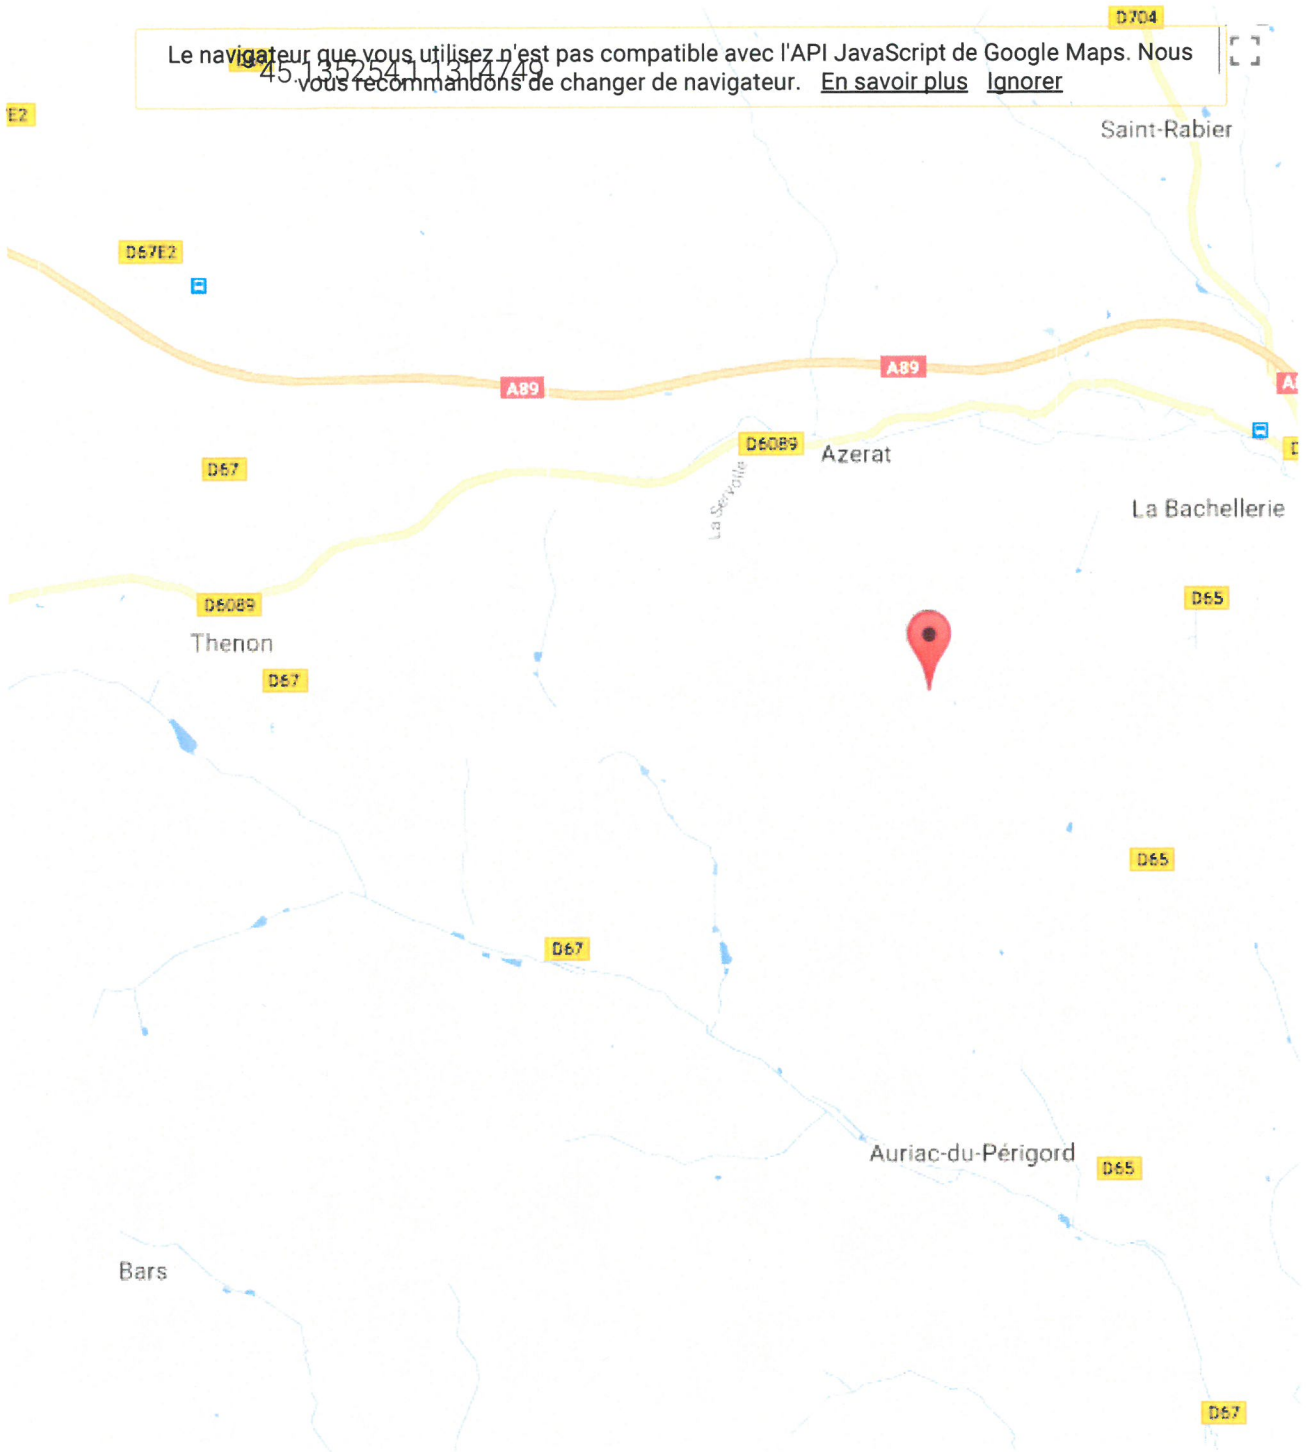 D704
Le navigateur que vous utilisez n'est pas compatible avec l'API JavaScript de Google Maps. Nous
vous recommandons de changer de navigateur. En savoir plus Ignorer
45.135254,1.1314749
E2
Saint-Rabier
D67E2
A89
A89
D6089
Azerat
D67
La Servolle
La Bachellerie
D65
D6089
Thenon
D67
D65
D67
Auriac-du-Périgord
D65
Bars
D67